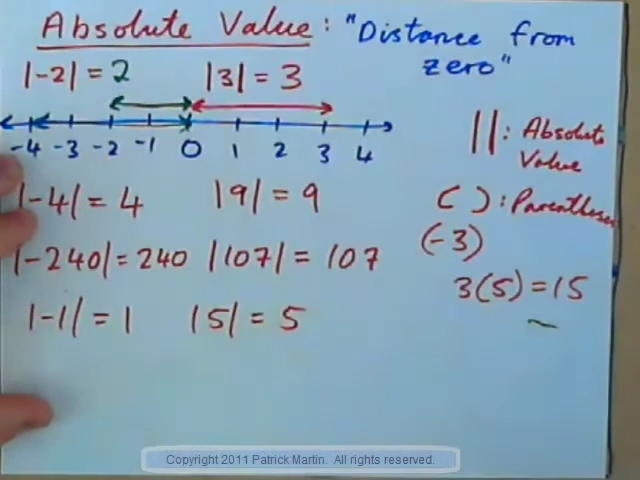 Absolute Value: "Distance from zero"
|-2| = 2 |3| = 3
-4 -3 -2 -1 0 1 2 3 4
|-4| = 4 |9| = 9
|-240| = 240 |107| = 107
|-1| = 1 |5| = 5
| | : Absolute
Value
( ) : Parentheses
(-3)
3(5) = 15
Copyright 2011 Patrick Martin. All rights reserved.